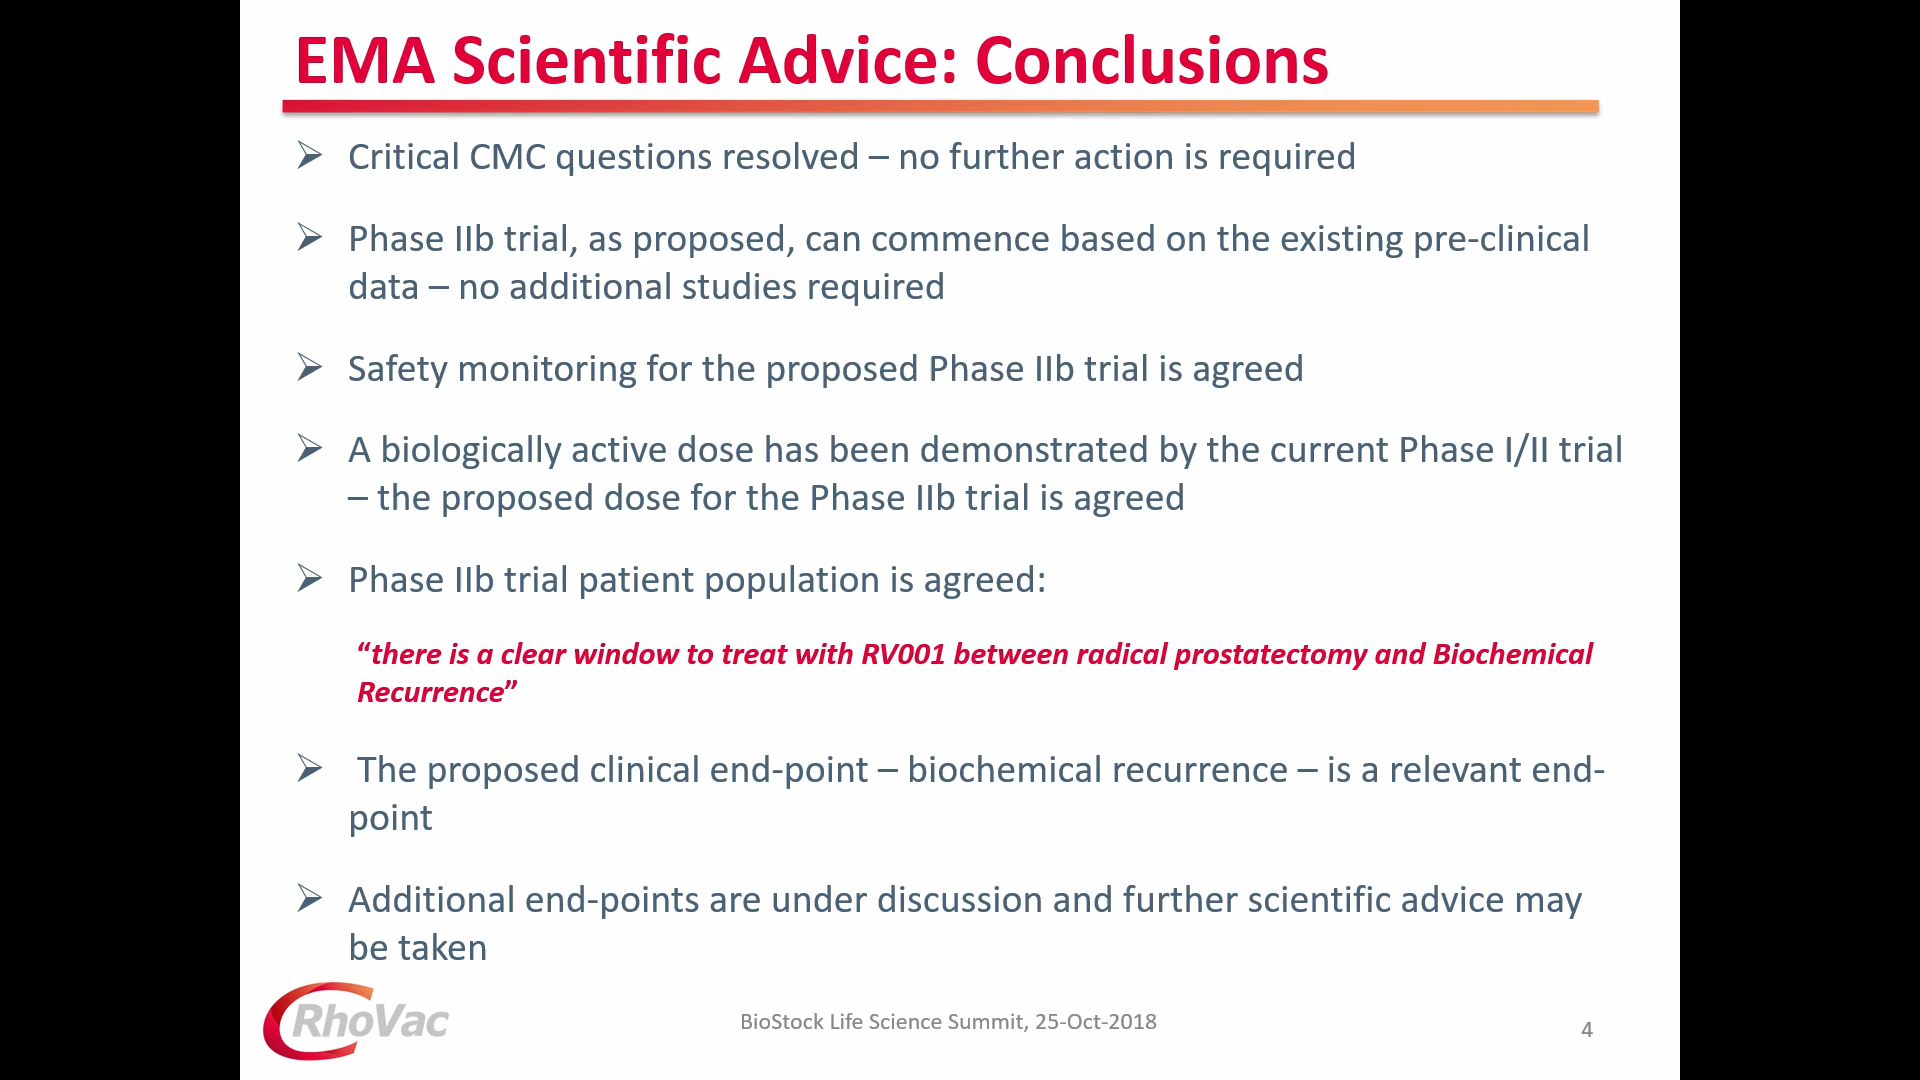 EMA Scientific Advice: Conclusions
➢ Critical CMC questions resolved – no further action is required
➢ Phase IIb trial, as proposed, can commence based on the existing pre-clinical
data – no additional studies required
➢ Safety monitoring for the proposed Phase IIb trial is agreed
➢ A biologically active dose has been demonstrated by the current Phase I/II trial
– the proposed dose for the Phase IIb trial is agreed
➢ Phase IIb trial patient population is agreed:
“there is a clear window to treat with RV001 between radical prostatectomy and Biochemical
Recurrence”
➢ The proposed clinical end-point – biochemical recurrence – is a relevant end-
point
➢ Additional end-points are under discussion and further scientific advice may
be taken
RhoVac
BioStock Life Science Summit, 25-Oct-2018
4